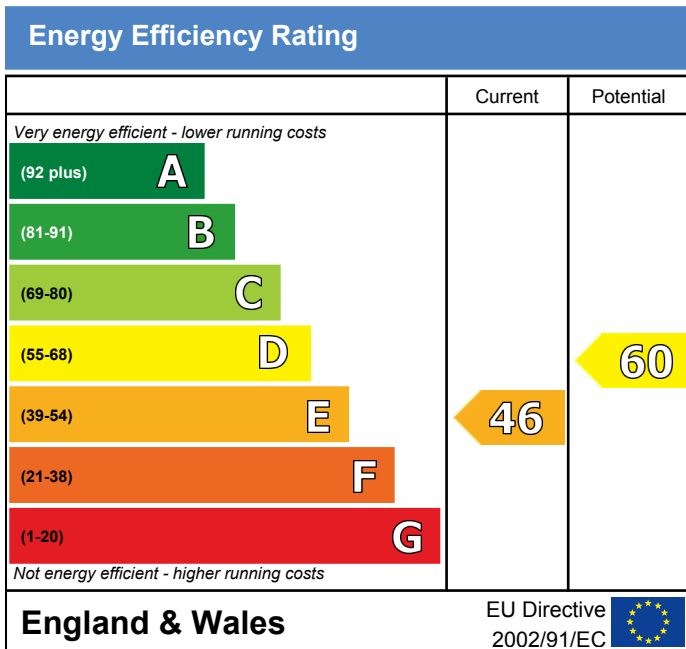 Energy Efficiency Rating
Current Potential
Very energy efficient - lower running costs
(92 plus) A
(81-91) B
(69-80) C
(55-68) D
60
(39-54) E
46
(21-38) F
(1-20) G
Not energy efficient - higher running costs
England & Wales
EU Directive
2002/91/EC